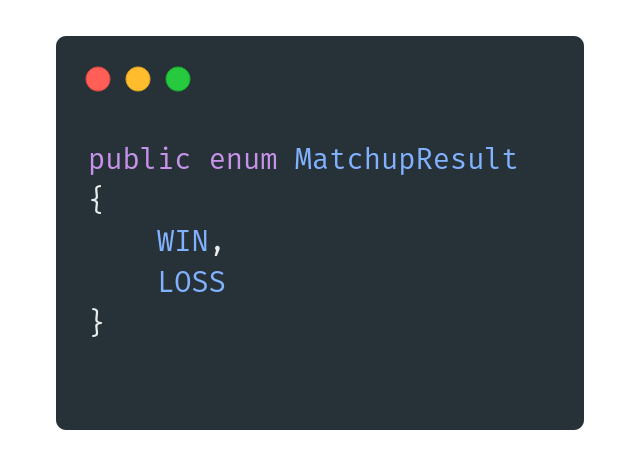 public enum MatchupResult
{
    WIN,
    LOSS
}